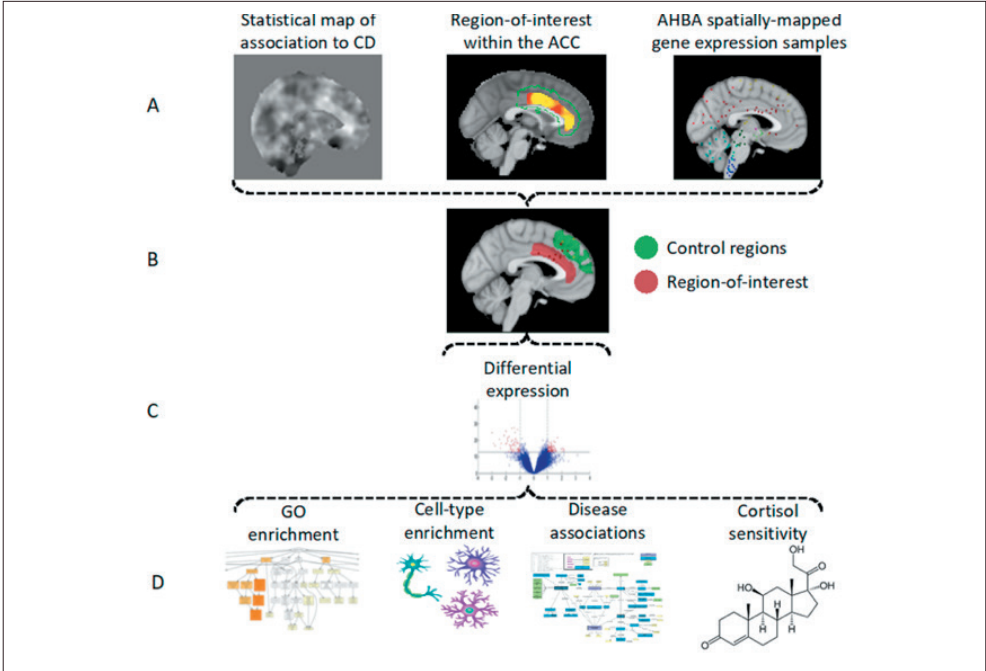 Statistical map of
association to CD
Region-of-interest
within the ACC
AHBA spatially-mapped
gene expression samples
A
B
Control regions
Region-of-interest
Differential
expression
C
GO
enrichment
Cell-type
enrichment
Disease
associations
Cortisol
sensitivity
D
OH
O
HO
OH
H
H
H
O